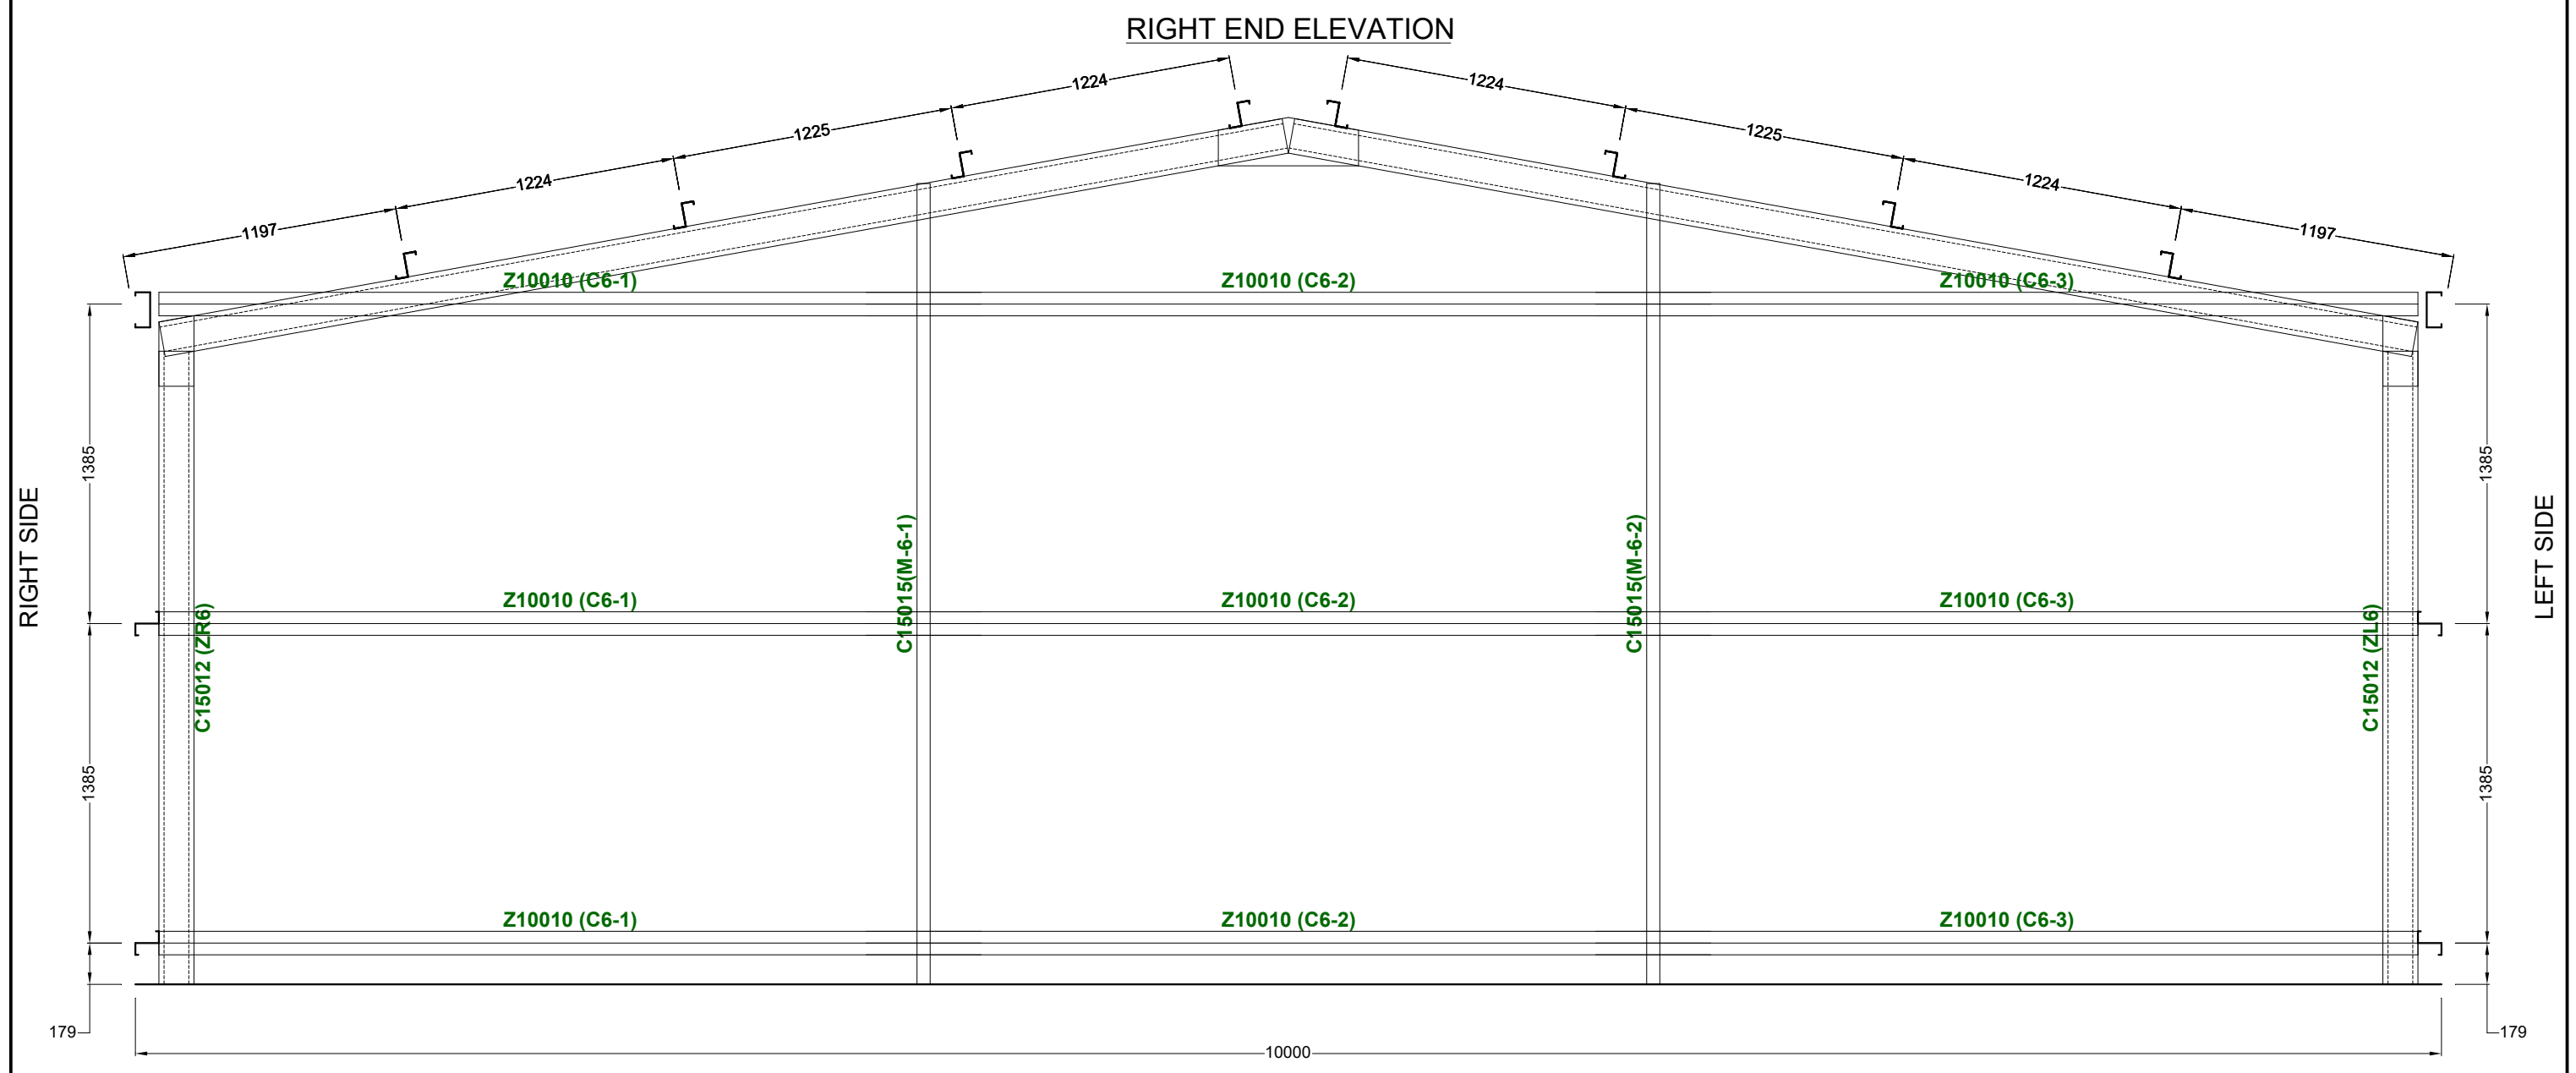 RIGHT END ELEVATION
1224
1224
1225
1225
1224
1224
1197
1197
Z10010 (C6-1)
Z10010 (C6-2)
Z10010 (C6-3)
1385
1385
RIGHT SIDE
LEFT SIDE
C15012 (ZR6)
C15015(M-6-1)
C15015(M-6-2)
C15012 (ZL6)
Z10010 (C6-1)
Z10010 (C6-2)
Z10010 (C6-3)
1385
1385
Z10010 (C6-1)
Z10010 (C6-2)
Z10010 (C6-3)
179
179
10000